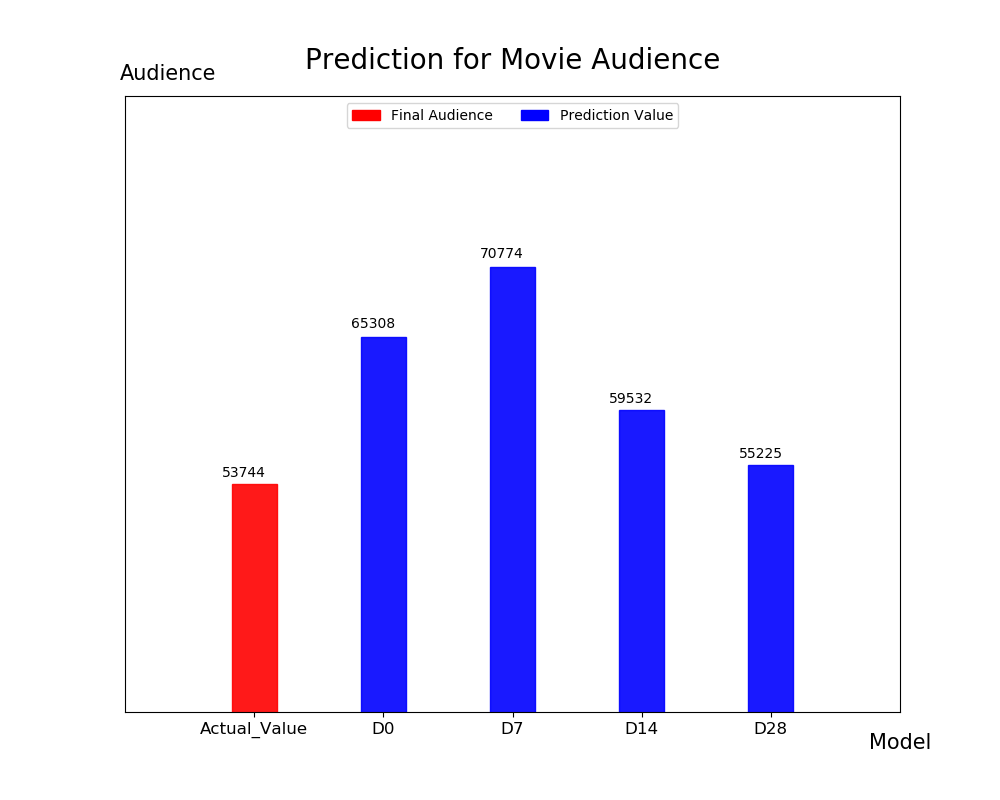 Prediction for Movie Audience
Audience
Final Audience
Prediction Value
70774
65308
59532
55225
53744
Actual_Value
D0
D7
D14
D28
Model